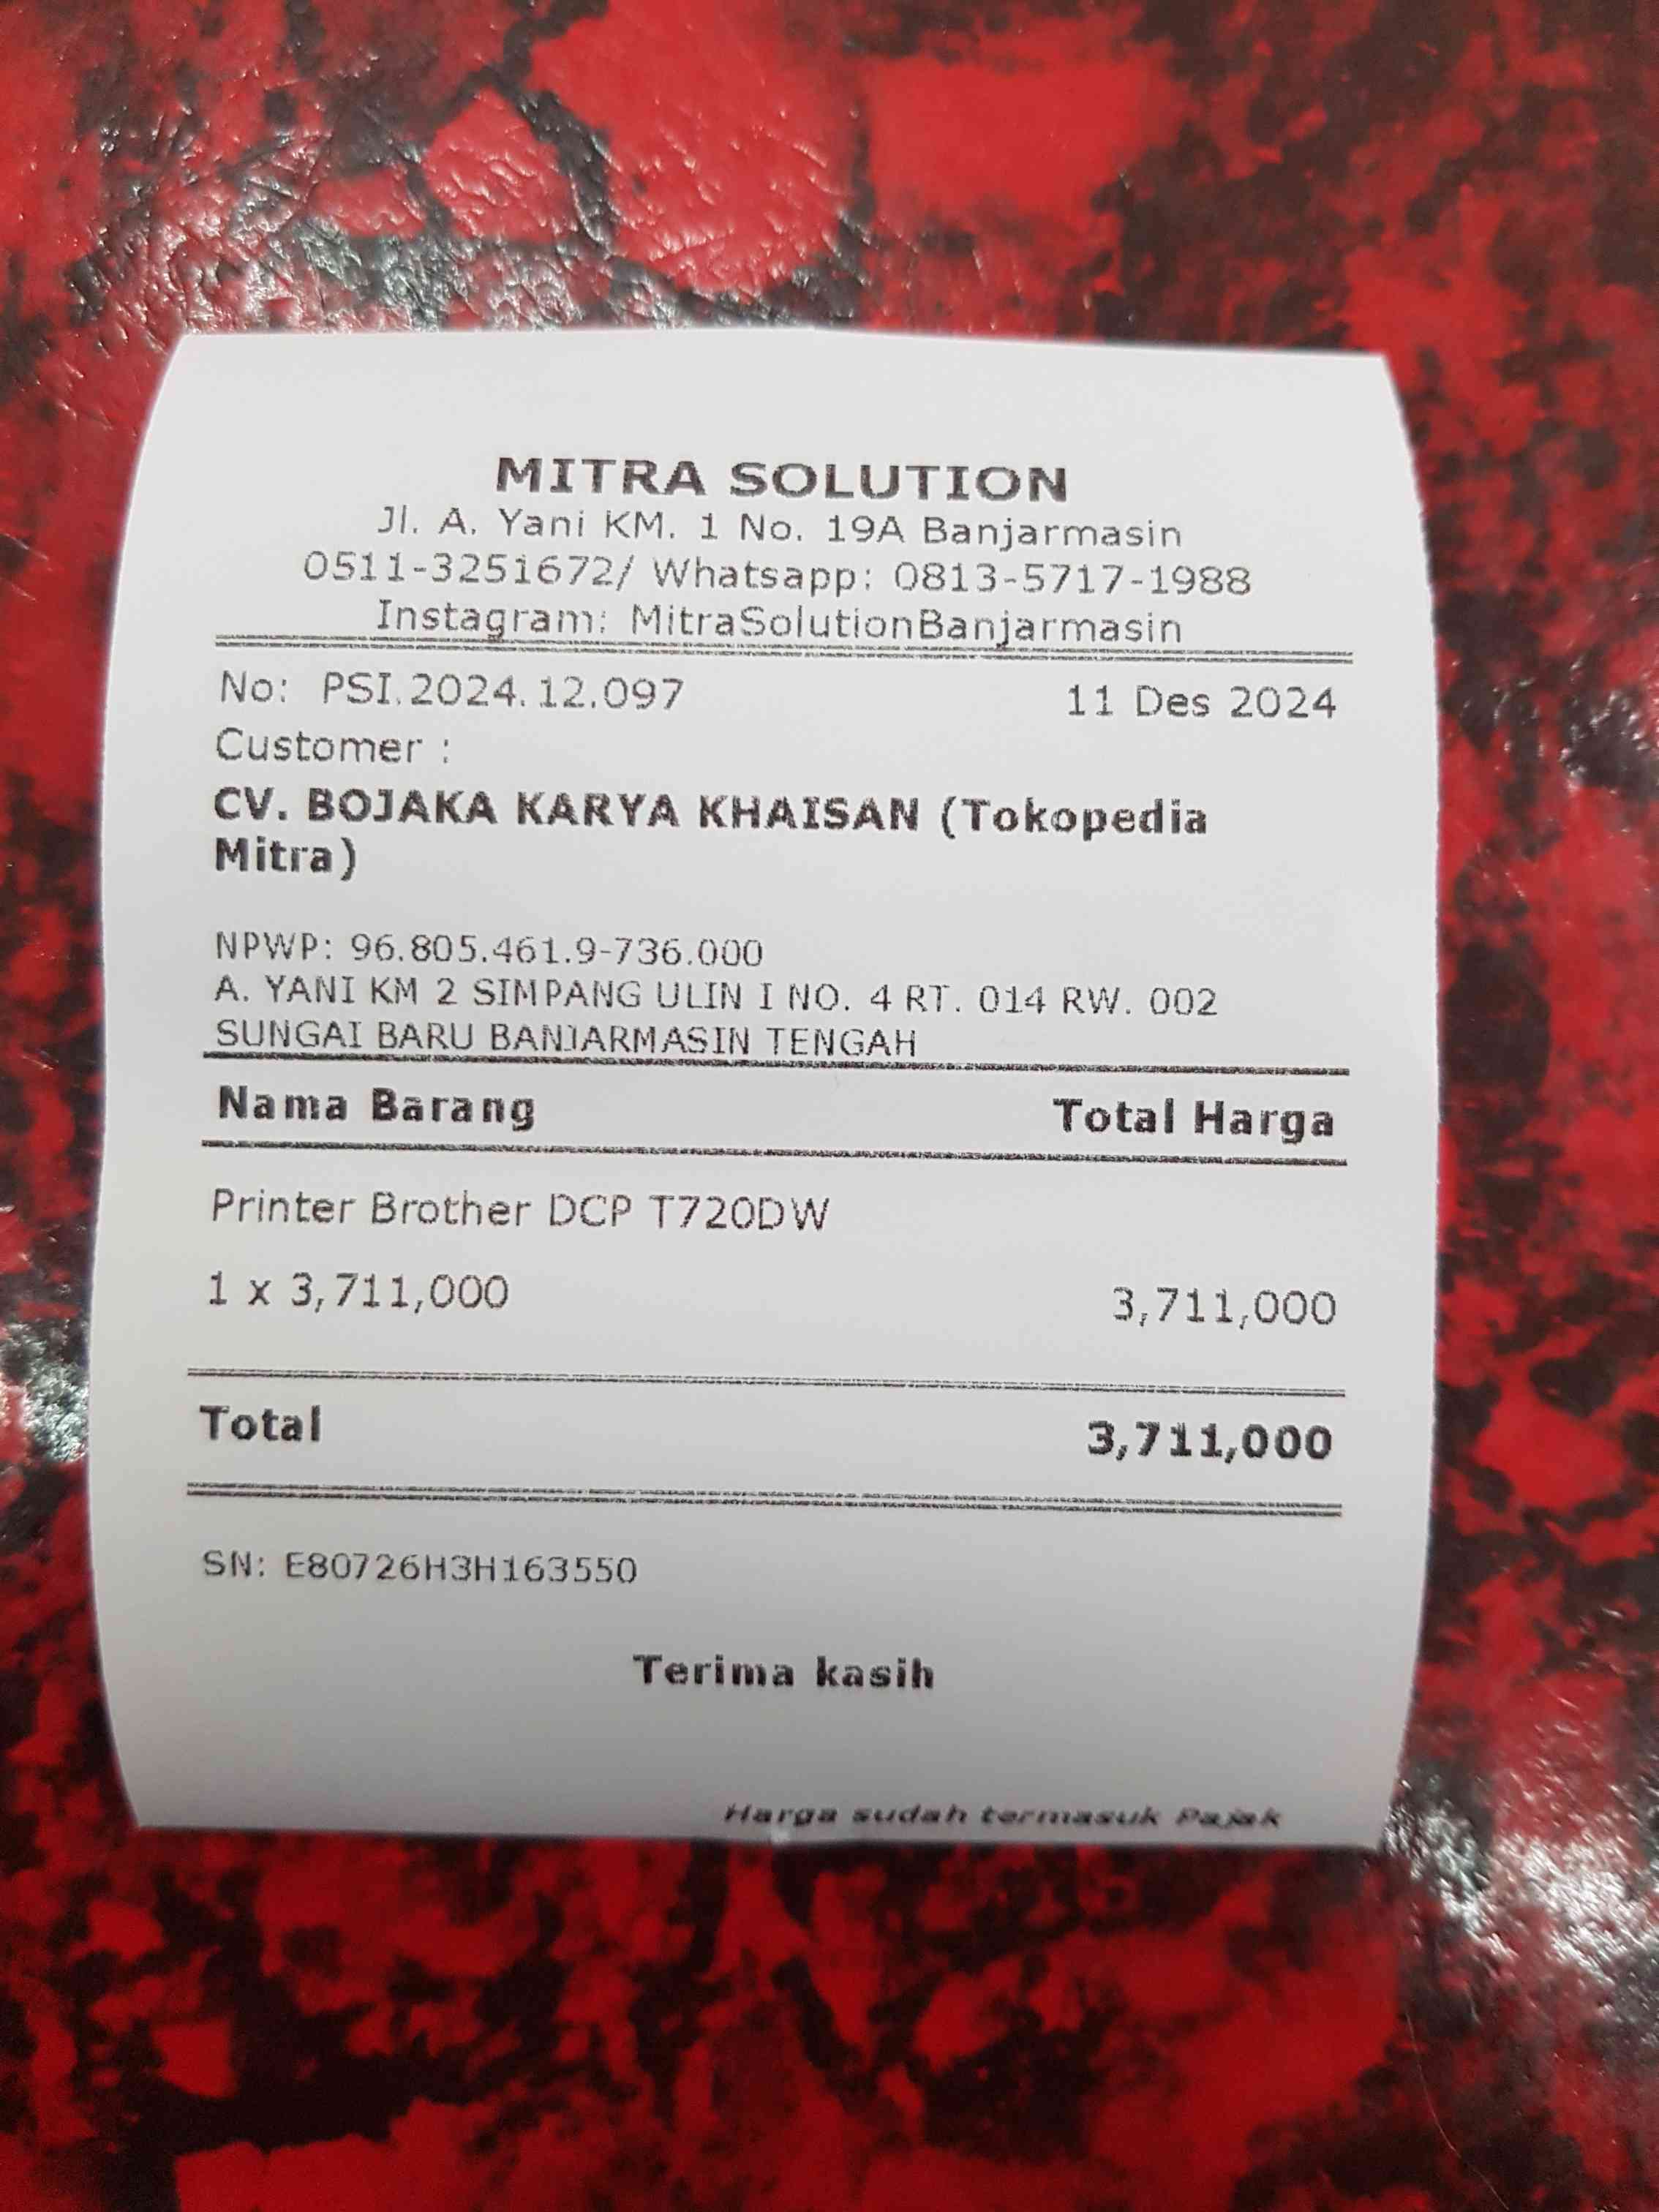 MITRA SOLUTION
Jl. A. Yani KM. 1 No. 19A Banjarmasin
0511-3251672/ Whatsapp: 0813-5717-1988
Instagram: MitraSolutionBanjarmasin
No: PSI.2024.12.097 11 Des 2024
Customer :
CV. BOJAKA KARYA KHAISAN (Tokopedia
Mitra)
NPWP: 96.805.461.9-736.000
A. YANI KM 2 SIMPANG ULIN I NO. 4 RT. 014 RW. 002
SUNGAI BARU BANJARMASIN TENGAH
Nama Barang Total Harga
Printer Brother DCP T720DW
1 x 3,711,000 3,711,000
Total 3,711,000
SN: E80726H3H163550
Terima kasih
Harga sudah termasuk Pajak